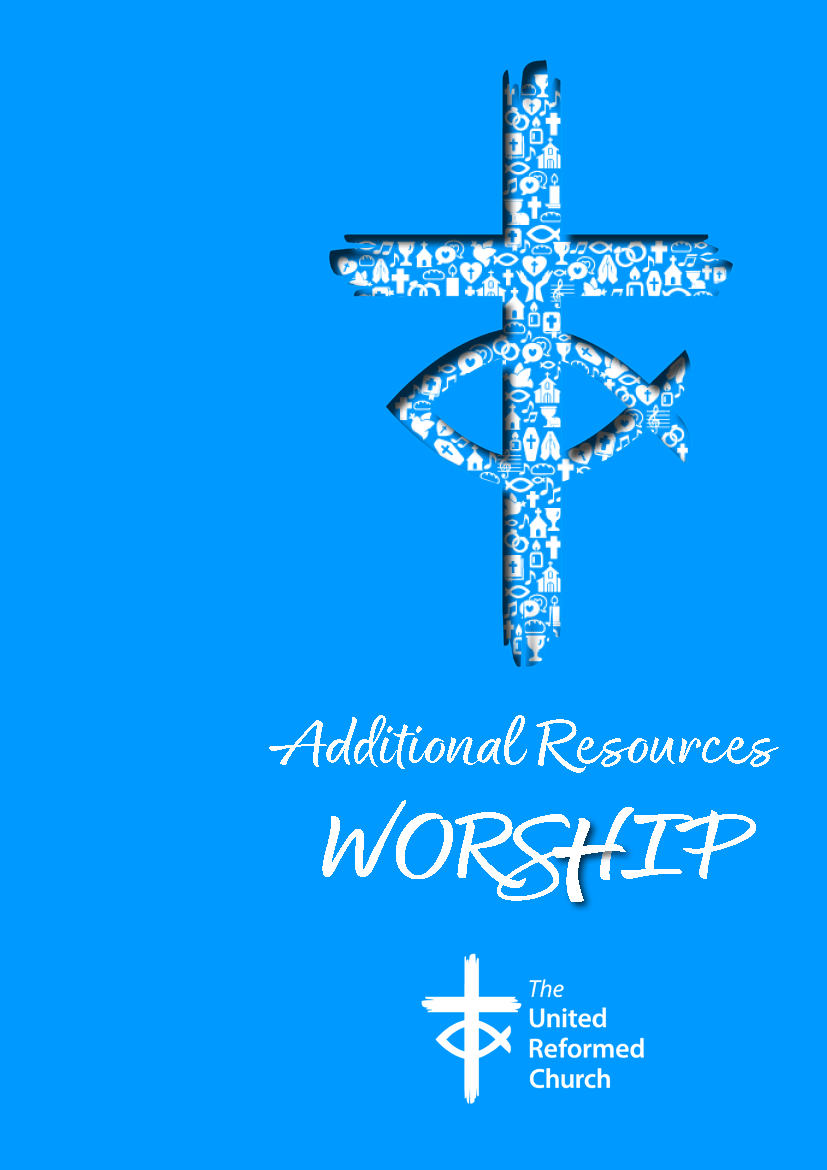 Additional Resources
WORSHIP
The
United
Reformed
Church